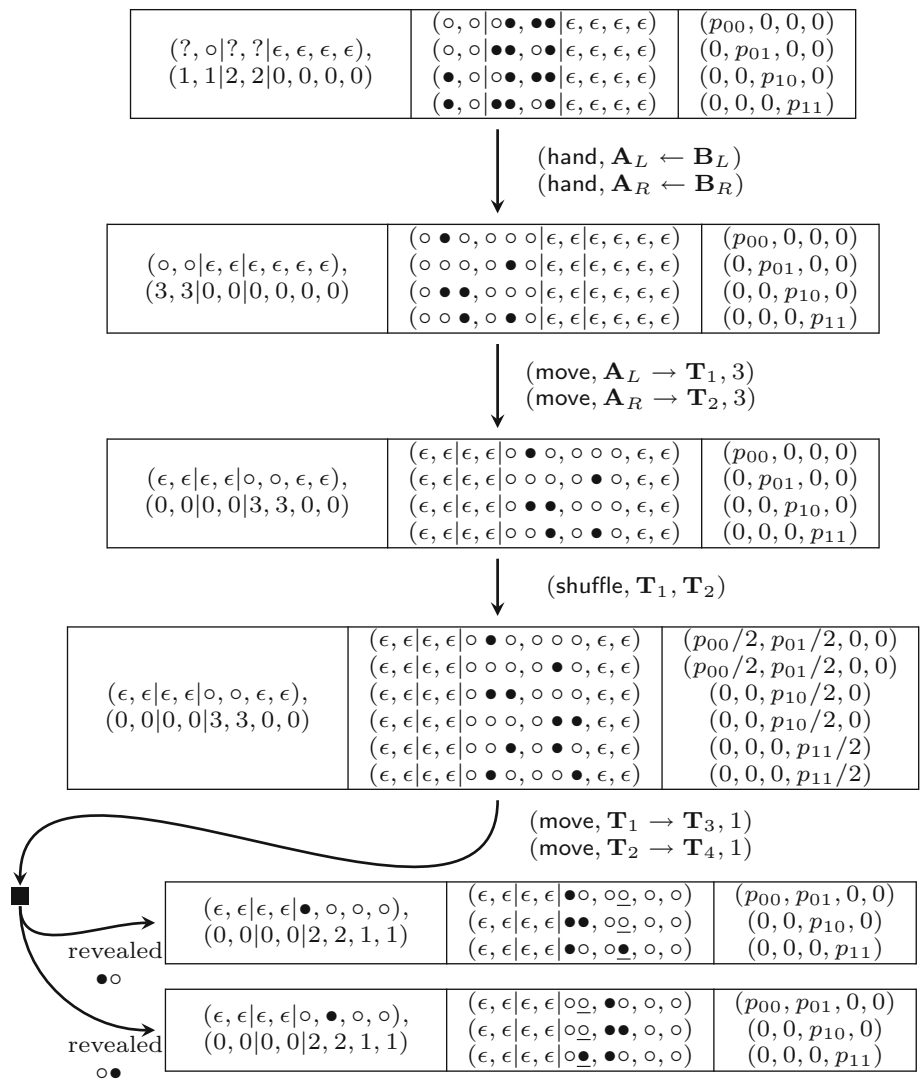 (?, ○|?, ?|ϵ, ϵ, ϵ, ϵ),
(1, 1|2, 2|0, 0, 0, 0)
(○, ○|○●, ●●|ϵ, ϵ, ϵ, ϵ)
(○, ○|●●, ○●|ϵ, ϵ, ϵ, ϵ)
(●, ○|○●, ●●|ϵ, ϵ, ϵ, ϵ)
(●, ○|●●, ○●|ϵ, ϵ, ϵ, ϵ)
(p₀₀, 0, 0, 0)
(0, p₀₁, 0, 0)
(0, 0, p₁₀, 0)
(0, 0, 0, p₁₁)
(hand, A_L ← B_L)
(hand, A_R ← B_R)
(○, ○|ϵ, ϵ|ϵ, ϵ, ϵ, ϵ),
(3, 3|0, 0|0, 0, 0, 0)
(○ ● ○, ○ ○ ○|ϵ, ϵ|ϵ, ϵ, ϵ, ϵ)
(○ ○ ○, ○ ● ○|ϵ, ϵ|ϵ, ϵ, ϵ, ϵ)
(○ ● ●, ○ ○ ○|ϵ, ϵ|ϵ, ϵ, ϵ, ϵ)
(○ ○ ●, ○ ● ○|ϵ, ϵ|ϵ, ϵ, ϵ, ϵ)
(p₀₀, 0, 0, 0)
(0, p₀₁, 0, 0)
(0, 0, p₁₀, 0)
(0, 0, 0, p₁₁)
(move, A_L → T₁, 3)
(move, A_R → T₂, 3)
(ϵ, ϵ|ϵ, ϵ|○, ○, ϵ, ϵ),
(0, 0|0, 0|3, 3, 0, 0)
(ϵ, ϵ|ϵ, ϵ|○ ● ○, ○ ○ ○, ϵ, ϵ)
(ϵ, ϵ|ϵ, ϵ|○ ○ ○, ○ ● ○, ϵ, ϵ)
(ϵ, ϵ|ϵ, ϵ|○ ● ●, ○ ○ ○, ϵ, ϵ)
(ϵ, ϵ|ϵ, ϵ|○ ○ ●, ○ ● ○, ϵ, ϵ)
(p₀₀, 0, 0, 0)
(0, p₀₁, 0, 0)
(0, 0, p₁₀, 0)
(0, 0, 0, p₁₁)
(shuffle, T₁, T₂)
(ϵ, ϵ|ϵ, ϵ|○, ○, ϵ, ϵ),
(0, 0|0, 0|3, 3, 0, 0)
(ϵ, ϵ|ϵ, ϵ|○ ● ○, ○ ○ ○, ϵ, ϵ)
(ϵ, ϵ|ϵ, ϵ|○ ○ ○, ○ ● ○, ϵ, ϵ)
(ϵ, ϵ|ϵ, ϵ|○ ● ●, ○ ○ ○, ϵ, ϵ)
(ϵ, ϵ|ϵ, ϵ|○ ○ ○, ○ ● ●, ϵ, ϵ)
(ϵ, ϵ|ϵ, ϵ|○ ○ ●, ○ ● ○, ϵ, ϵ)
(ϵ, ϵ|ϵ, ϵ|○ ● ○, ○ ○ ●, ϵ, ϵ)
(p₀₀/2, p₀₁/2, 0, 0)
(p₀₀/2, p₀₁/2, 0, 0)
(0, 0, p₁₀/2, 0)
(0, 0, p₁₀/2, 0)
(0, 0, 0, p₁₁/2)
(0, 0, 0, p₁₁/2)
(move, T₁ → T₃, 1)
(move, T₂ → T₄, 1)
revealed
●○
(ϵ, ϵ|ϵ, ϵ|●, ○, ○, ○),
(0, 0|0, 0|2, 2, 1, 1)
(ϵ, ϵ|ϵ, ϵ|●○, ○○̲, ○, ○)
(ϵ, ϵ|ϵ, ϵ|●●, ○○̲, ○, ○)
(ϵ, ϵ|ϵ, ϵ|●○, ○●̲, ○, ○)
(p₀₀, p₀₁, 0, 0)
(0, 0, p₁₀, 0)
(0, 0, 0, p₁₁)
revealed
○●
(ϵ, ϵ|ϵ, ϵ|○, ●, ○, ○),
(0, 0|0, 0|2, 2, 1, 1)
(ϵ, ϵ|ϵ, ϵ|○○̲, ●○, ○, ○)
(ϵ, ϵ|ϵ, ϵ|○○̲, ●●, ○, ○)
(ϵ, ϵ|ϵ, ϵ|○●̲, ●○, ○, ○)
(p₀₀, p₀₁, 0, 0)
(0, 0, p₁₀, 0)
(0, 0, 0, p₁₁)